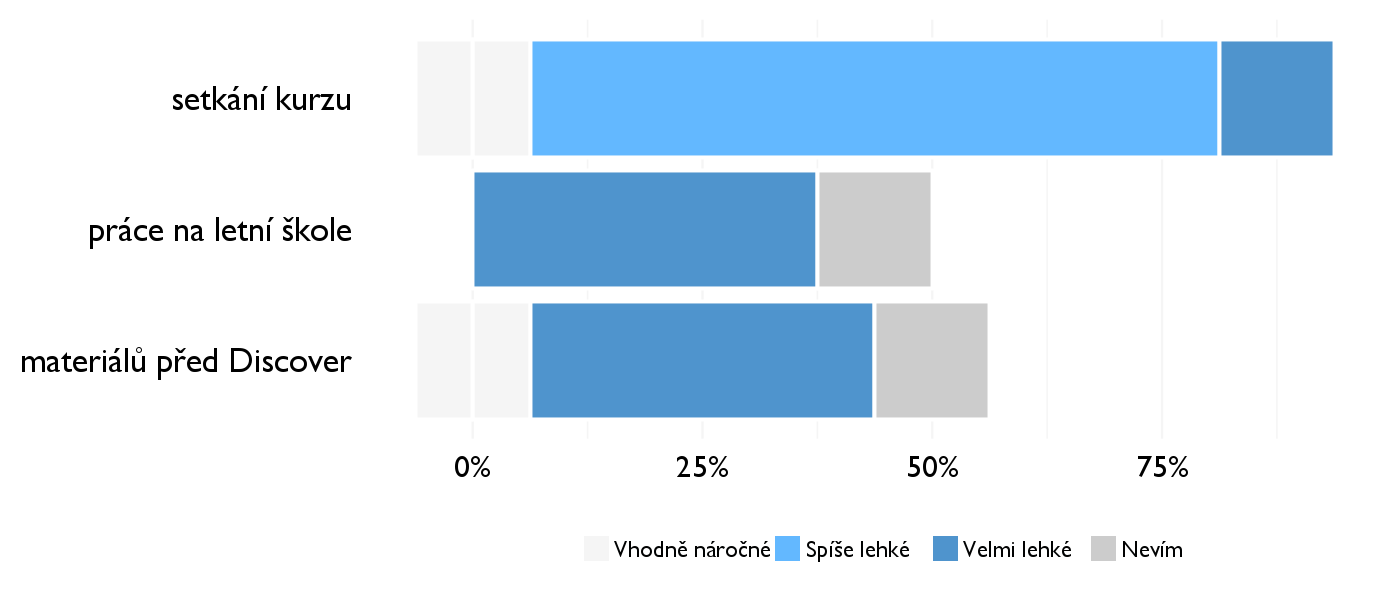 setkání kurzu
práce na letní škole
materiálů před Discover
0% 25% 50% 75%
Vhodně náročné Spíše lehké Velmi lehké Nevím